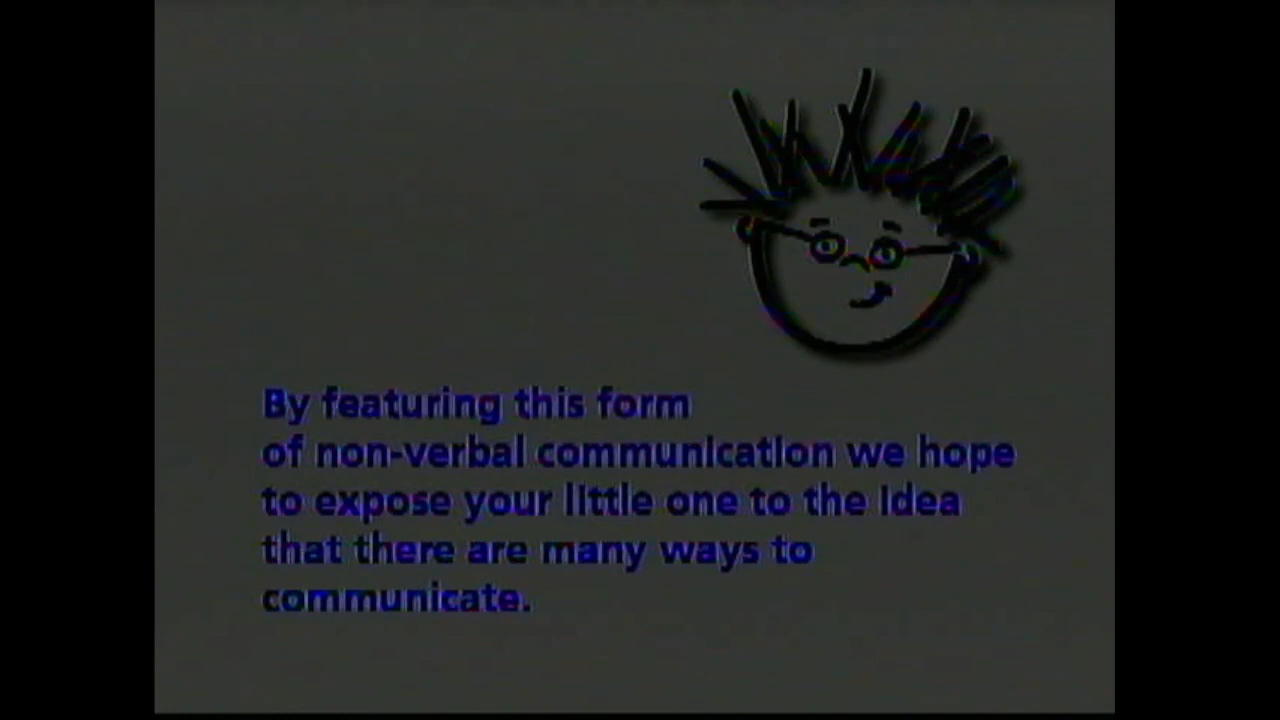 By featuring this form
of non-verbal communication we hope
to expose your little one to the idea
that there are many ways to
communicate.